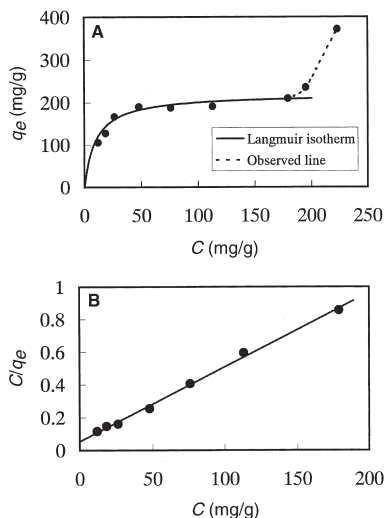 400
300
200
100
0
A
qe (mg/g)
Langmuir isotherm
Observed line
0 50 100 150 200 250
C (mg/g)
1
0.8
0.6
0.4
0.2
0
B
C/qe
0 50 100 150 200
C (mg/g)